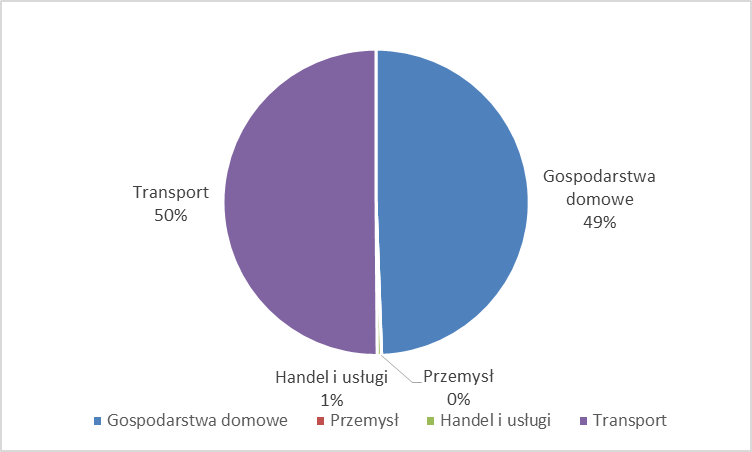 Gospodarstwa
domowe
49%
Transport
50%
Handel i usługi
1%
Przemysł
0%
Gospodarstwa domowe
Przemysł
Handel i usługi
Transport